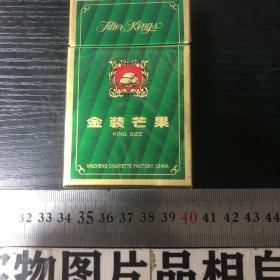 Filter Kings
金装芒果
KING SIZE
XINZHENG CIGARETTE FACTORY, CHINA
32 33 34 35 36 37 38 39 40 41 42 43 44
实物图片品相自